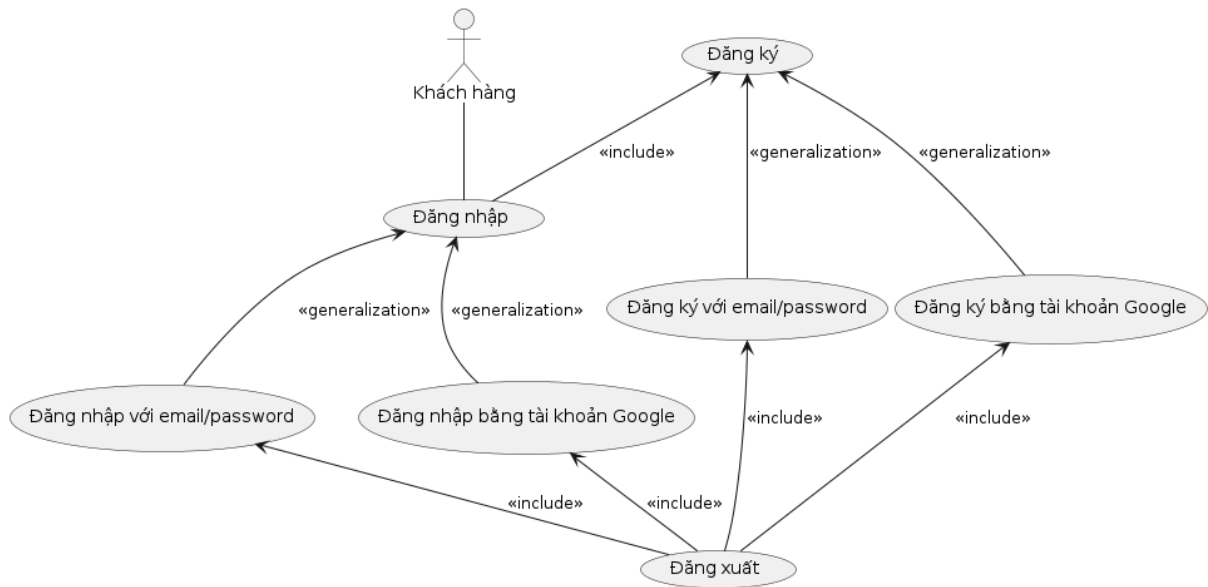 Đăng ký
Khách hàng
«include»
«generalization»
«generalization»
Đăng nhập
«generalization»
«generalization»
Đăng ký với email/password
Đăng ký bằng tài khoản Google
Đăng nhập với email/password
Đăng nhập bằng tài khoản Google
«include»
«include»
«include»
«include»
Đăng xuất